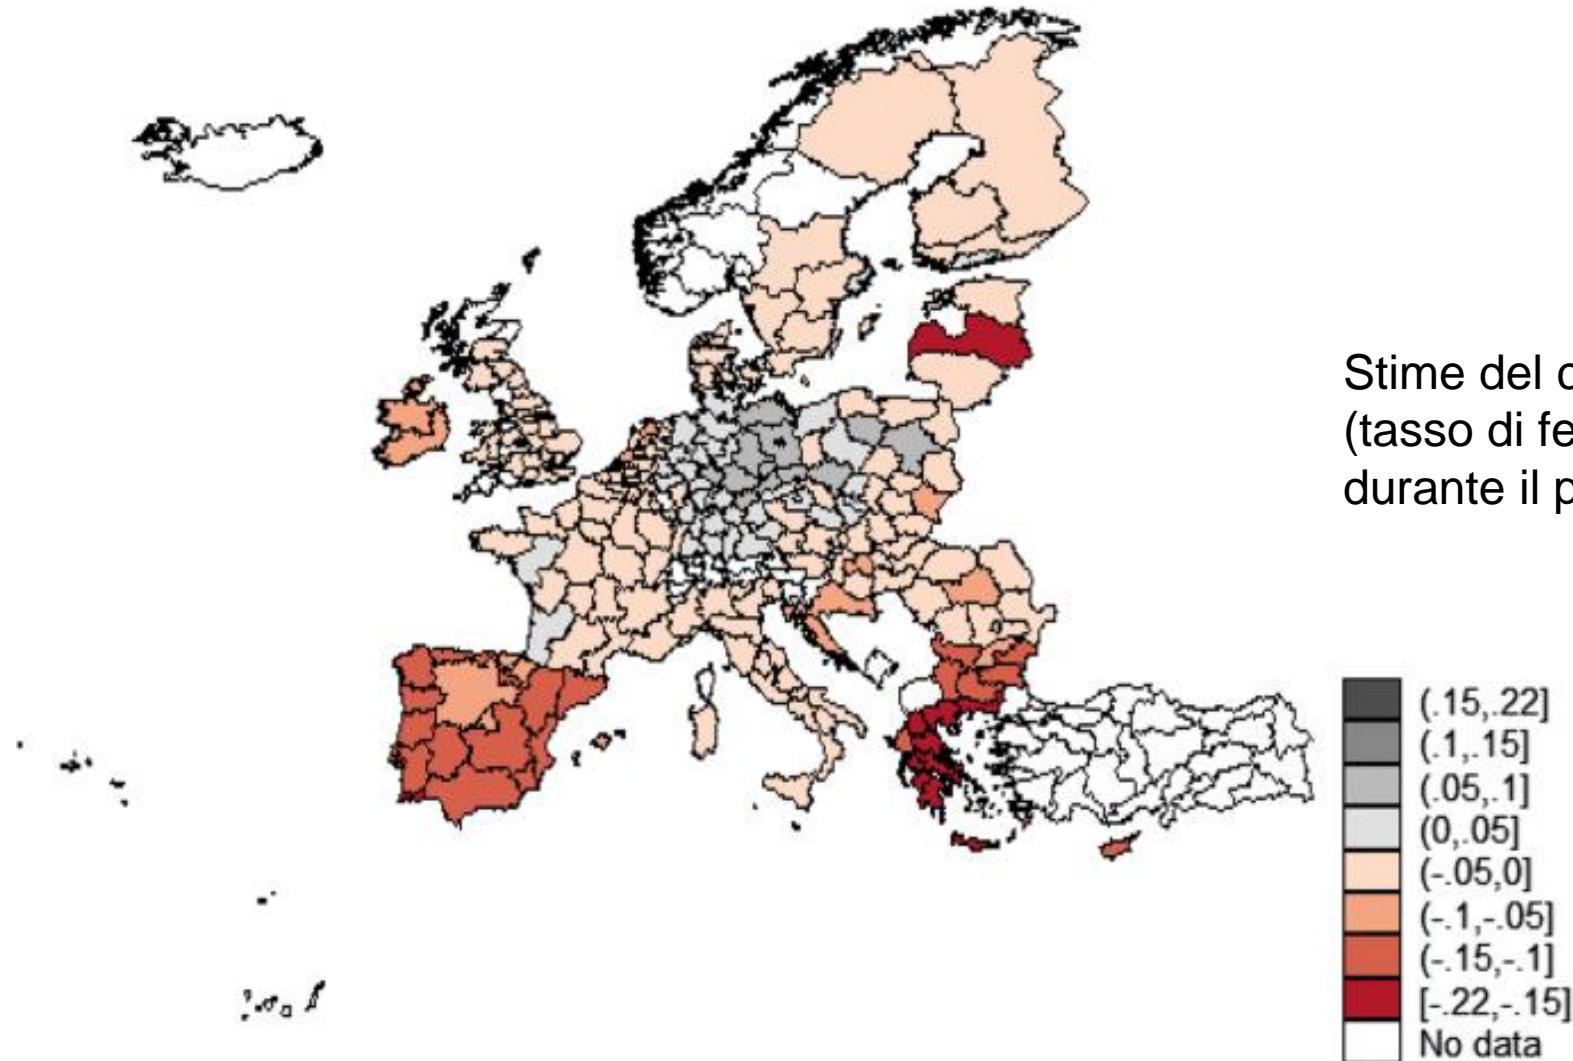 Stime del
(tasso di
durante il
(.15,.22]
(.1,.15]
(.05,.1]
(0,.05]
(-.05,0]
(-.1,-.05]
(-.15,-.1]
[-.22,-.15]
No data